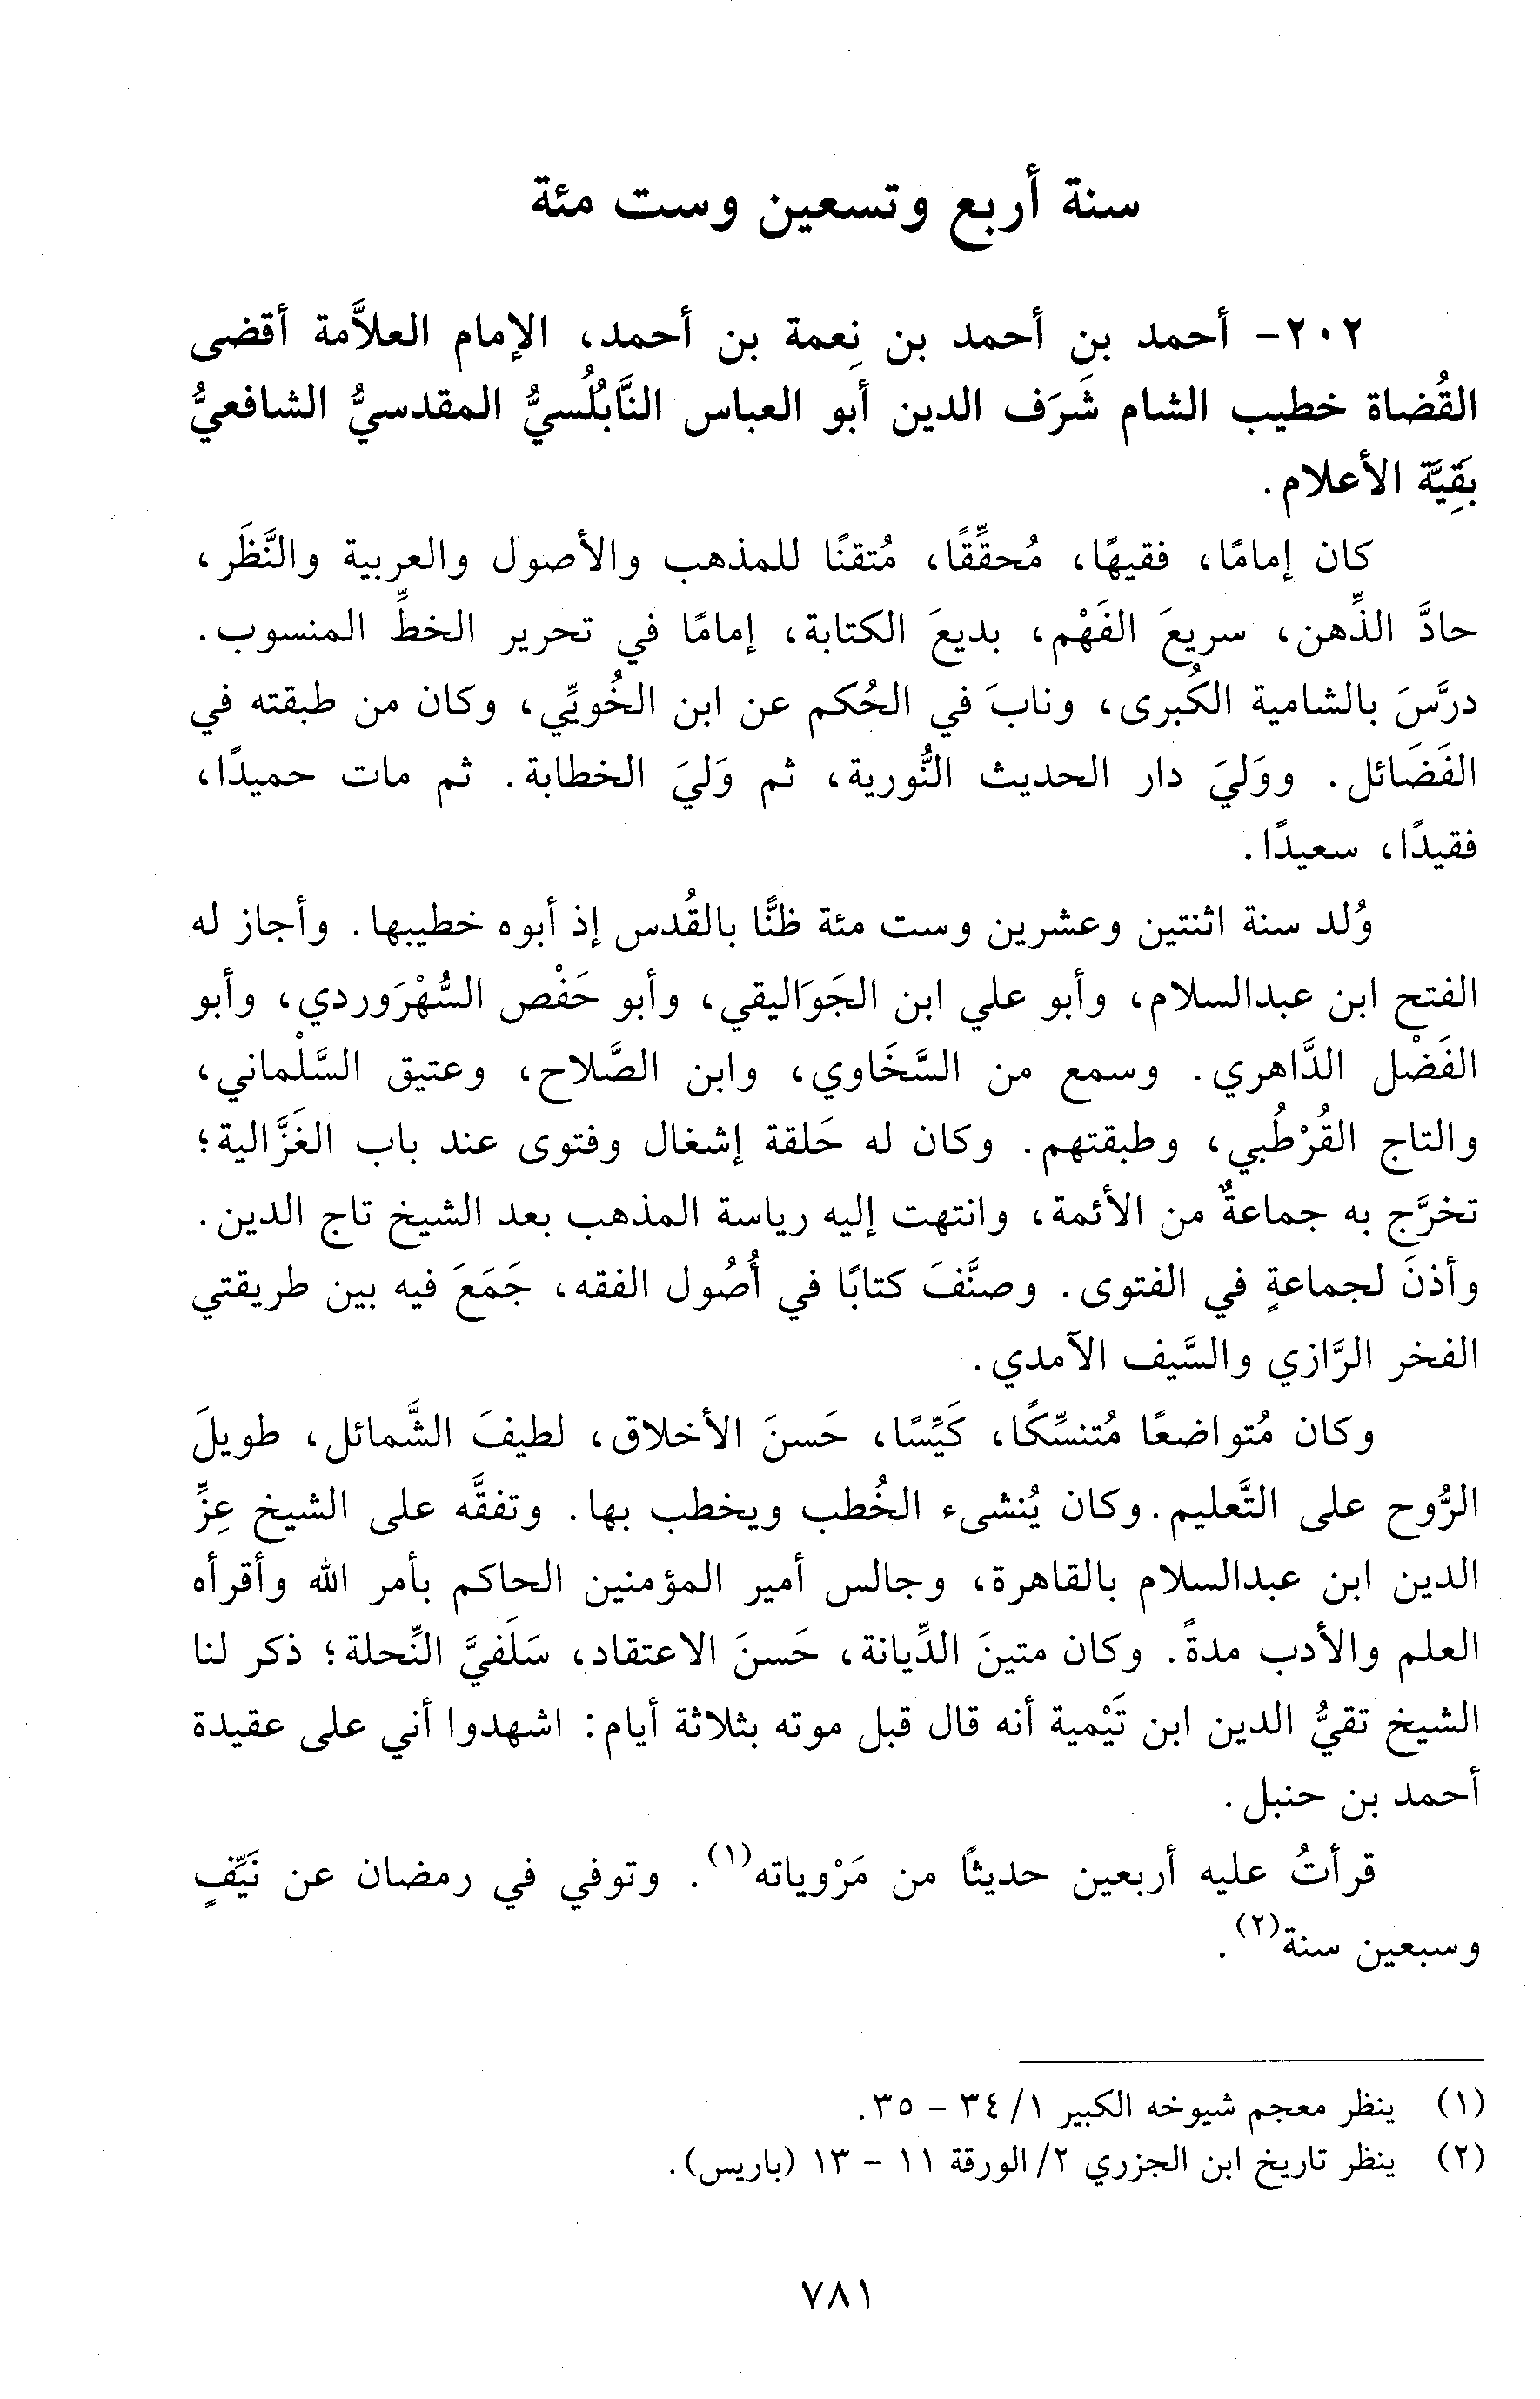 سنة أربع وتسعين وست مئة
٢٠٢- أحمد بن أحمد بن نِعمة بن أحمد، الإمام العلاَّمة أقضى
القُضاة خطيب الشام شَرَف الدين أبو العباس النَّابُلُسيُّ المقدسيُّ الشافعيُّ
بَقِيَّة الأعلام.
كان إمامًا، فقيهًا، مُحقِّقًا، مُتقنًا للمذهب والأصول والعربية والنَّظَر،
حادَّ الذِّهن، سريعَ الفَهْم، بديعَ الكتابة، إمامًا في تحرير الخطِّ المنسوب.
درَّسَ بالشامية الكُبرى، ونابَ في الحُكم عن ابن الخُويِّي، وكان من طبقته في
الفَضَائل. ووَليَ دار الحديث النُّورية، ثم وَليَ الخطابة. ثم مات حميدًا،
فقيدًا، سعيدًا.
وُلد سنة اثنتين وعشرين وست مئة ظنًّا بالقُدس إذ أبوه خطيبها. وأجاز له
الفتح ابن عبدالسلام، وأبو علي ابن الجَوَاليقي، وأبو حَفْص السُّهْرَوردي، وأبو
الفَضْل الدَّاهري. وسمع من السَّخَاوي، وابن الصَّلاح، وعتيق السَّلْماني،
والتاج القُرْطُبي، وطبقتهم. وكان له حَلقة إشغال وفتوى عند باب الغَزَّالية؛
تخرَّج به جماعةٌ من الأئمة، وانتهت إليه رياسة المذهب بعد الشيخ تاج الدين.
وأذنَ لجماعةٍ في الفتوى. وصنَّفَ كتابًا في أُصُول الفقه، جَمَعَ فيه بين طريقتي
الفخر الرَّازي والسَّيف الآمدي.
وكان مُتواضعًا مُتنسِّكًا، كَيِّسًا، حَسنَ الأخلاق، لطيفَ الشَّمائل، طويلَ
الرُّوح على التَّعليم. وكان يُنشىء الخُطب ويخطب بها. وتفقَّه على الشيخ عِزِّ
الدين ابن عبدالسلام بالقاهرة، وجالس أمير المؤمنين الحاكم بأمر الله وأقرأه
العلم والأدب مدةً. وكان متينَ الدِّيانة، حَسنَ الاعتقاد، سَلَفيَّ النِّحلة؛ ذكر لنا
الشيخ تقيُّ الدين ابن تَيْمية أنه قال قبل موته بثلاثة أيام: اشهدوا أني على عقيدة
أحمد بن حنبل.
قرأتُ عليه أربعين حديثًا من مَرْوياته(١). وتوفي في رمضان عن نَيِّفٍ
وسبعين سنة(٢).
(١) ينظر معجم شيوخه الكبير ١/ ٣٤ - ٣٥.
(٢) ينظر تاريخ ابن الجزري ٢/ الورقة ١١ - ١٣ (باريس).
٧٨١